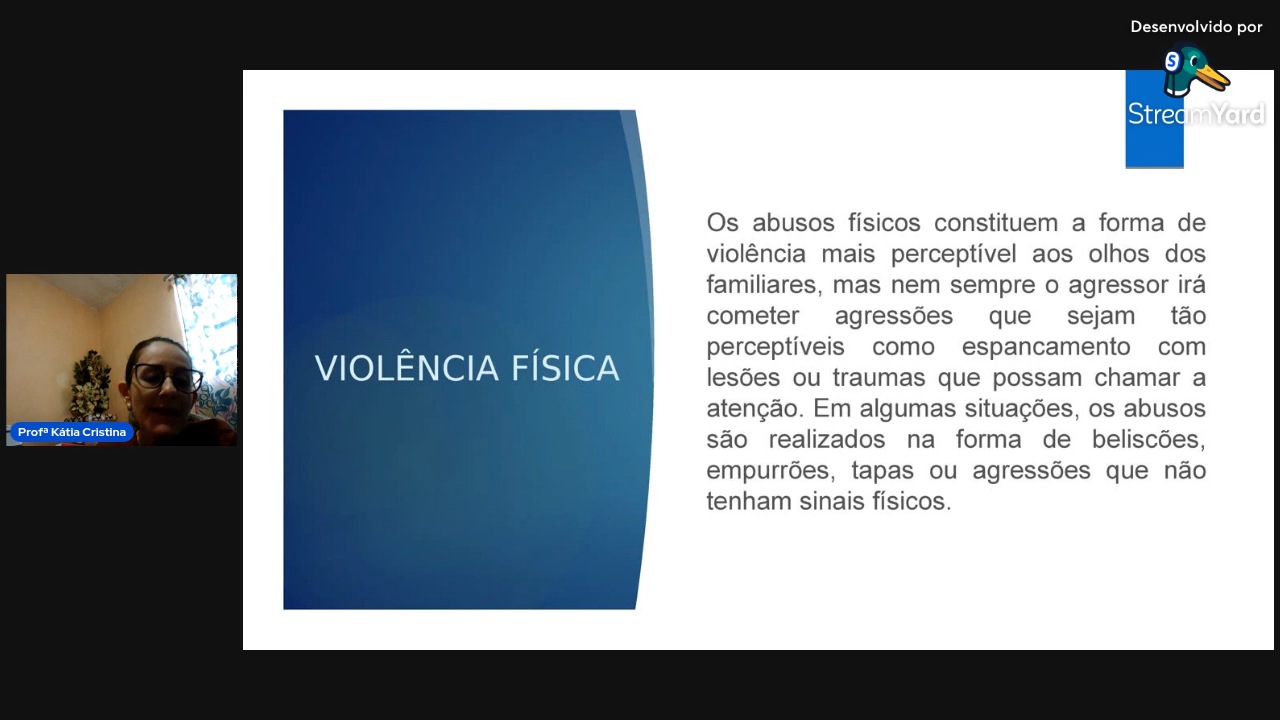 Desenvolvido por
StreamYard
VIOLÊNCIA FÍSICA
Os abusos físicos constituem a forma de
violência mais perceptível aos olhos dos
familiares, mas nem sempre o agressor irá
cometer agressões que sejam tão
perceptíveis como espancamento com
lesões ou traumas que possam chamar a
atenção. Em algumas situações, os abusos
são realizados na forma de beliscões,
empurrões, tapas ou agressões que não
tenham sinais físicos.
Profª Kátia Cristina